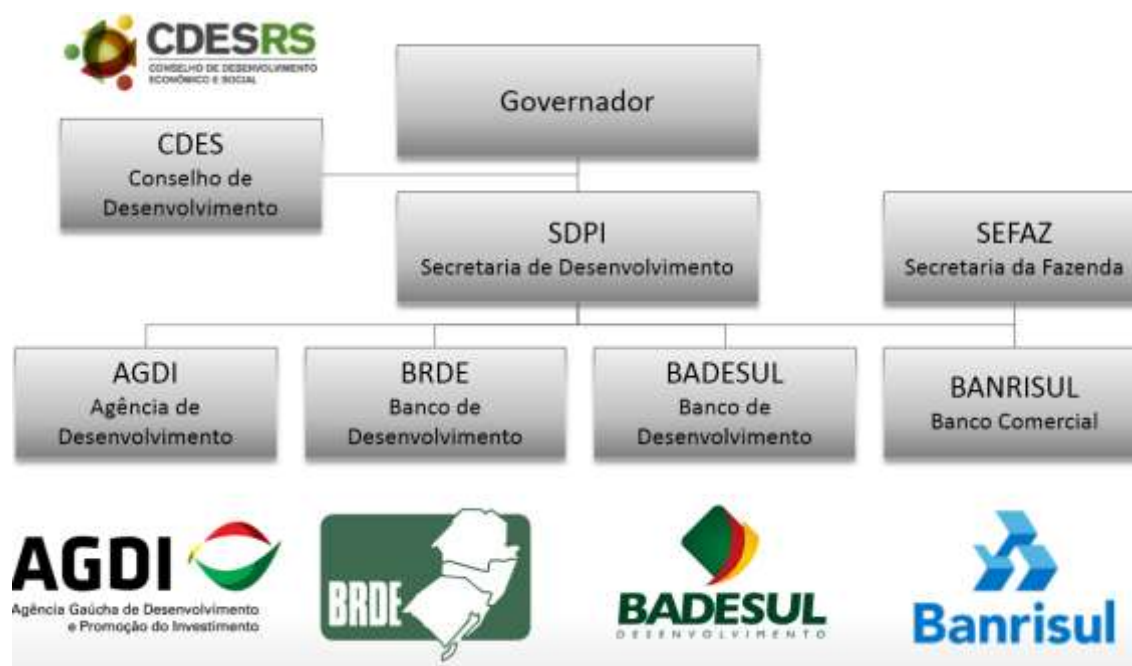 CDESRS
CONSELHO DE DESENVOLVIMENTO
ECONÔMICO E SOCIAL
Governador
CDES
Conselho de
Desenvolvimento
SDPI
Secretaria de Desenvolvimento
SEFAZ
Secretaria da Fazenda
AGDI
Agência de
Desenvolvimento
BRDE
Banco de
Desenvolvimento
BADESUL
Banco de
Desenvolvimento
BANRISUL
Banco Comercial
AGDI
Agência Gaúcha de Desenvolvimento
e Promoção do Investimento
BRDE
BADESUL
DESENVOLVIMENTO
Banrisul